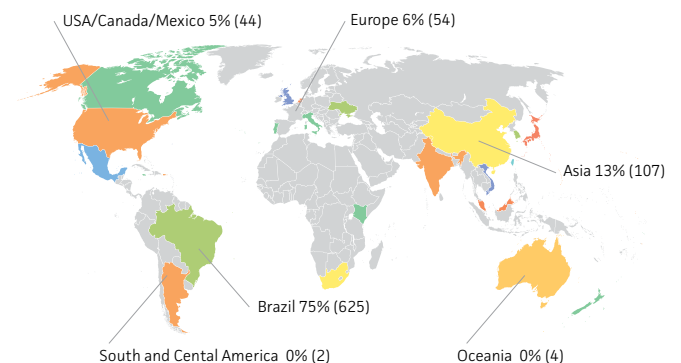 USA/Canada/Mexico 5% (44)
Europe 6% (54)
Asia 13% (107)
Brazil 75% (625)
South and Cental America 0% (2)
Oceania 0% (4)